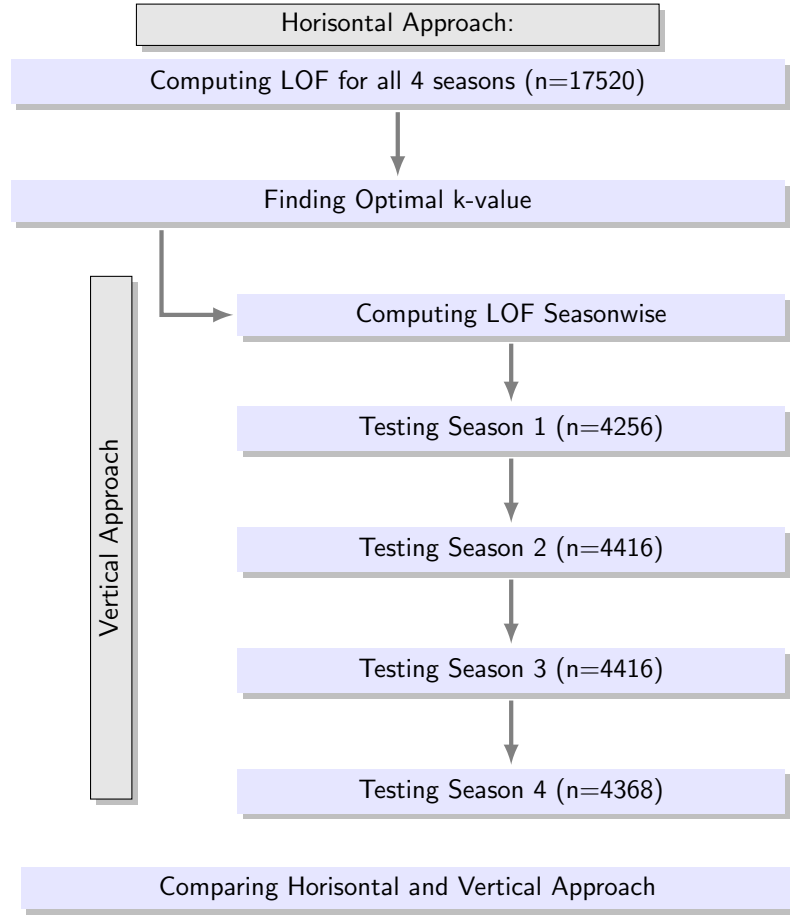 Horisontal Approach:
Computing LOF for all 4 seasons (n=17520)
Finding Optimal k-value
Vertical Approach
Computing LOF Seasonwise
Testing Season 1 (n=4256)
Testing Season 2 (n=4416)
Testing Season 3 (n=4416)
Testing Season 4 (n=4368)
Comparing Horisontal and Vertical Approach